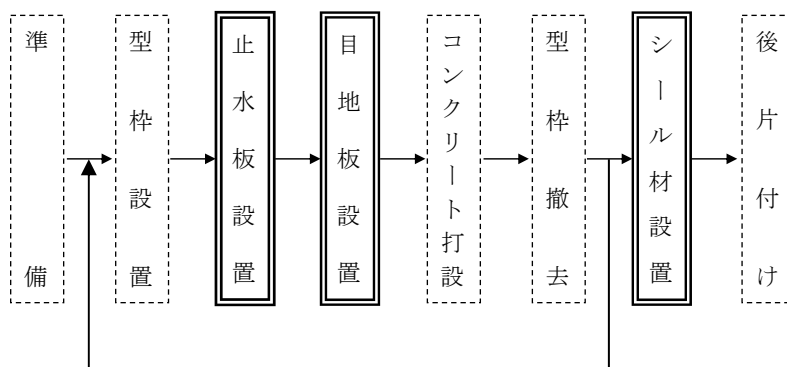 準備
型枠設置
止水板設置
目地板設置
コンクリート打設
型枠撤去
シール材設置
後片付け